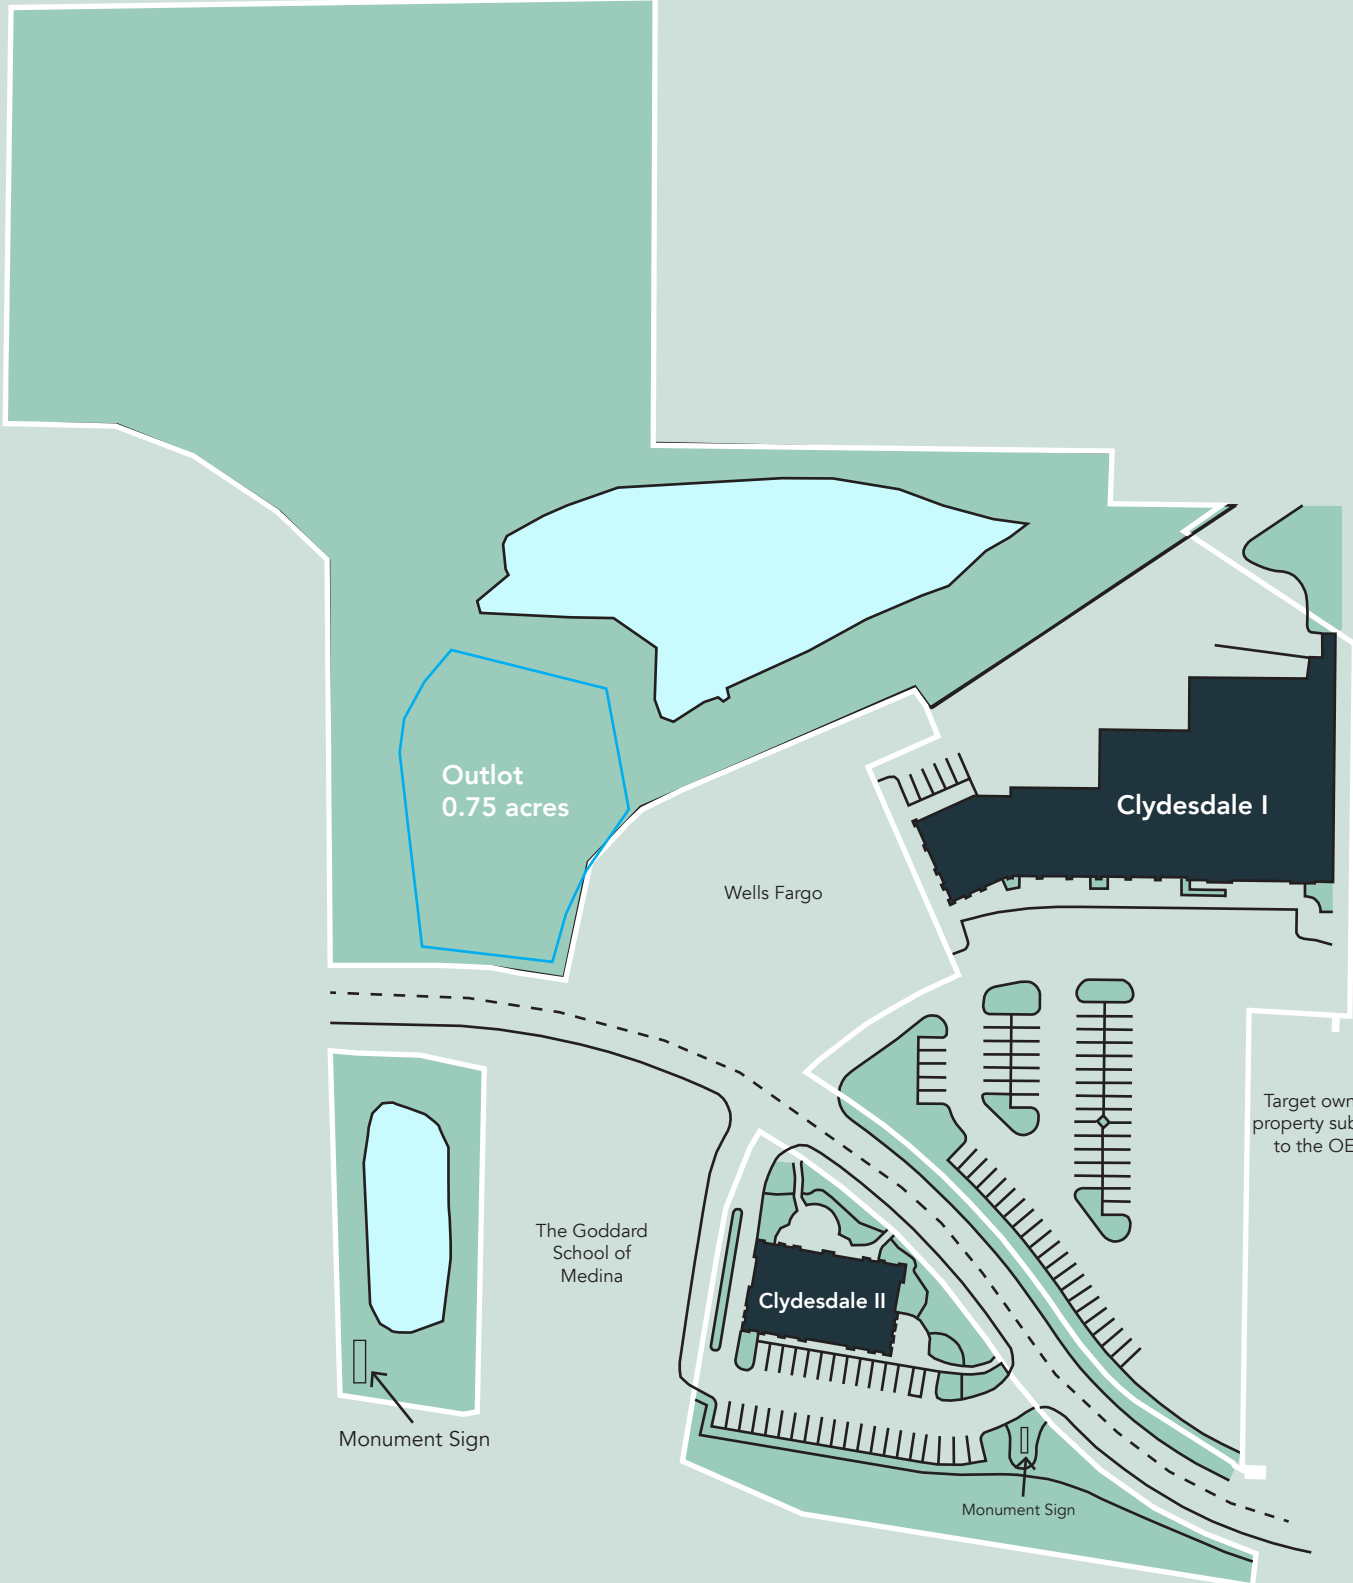 Outlot
0.75 acres
Clydesdale I
Wells Fargo
Target own
property sub
to the OE
The Goddard
School of
Medina
Clydesdale II
Monument Sign
Monument Sign